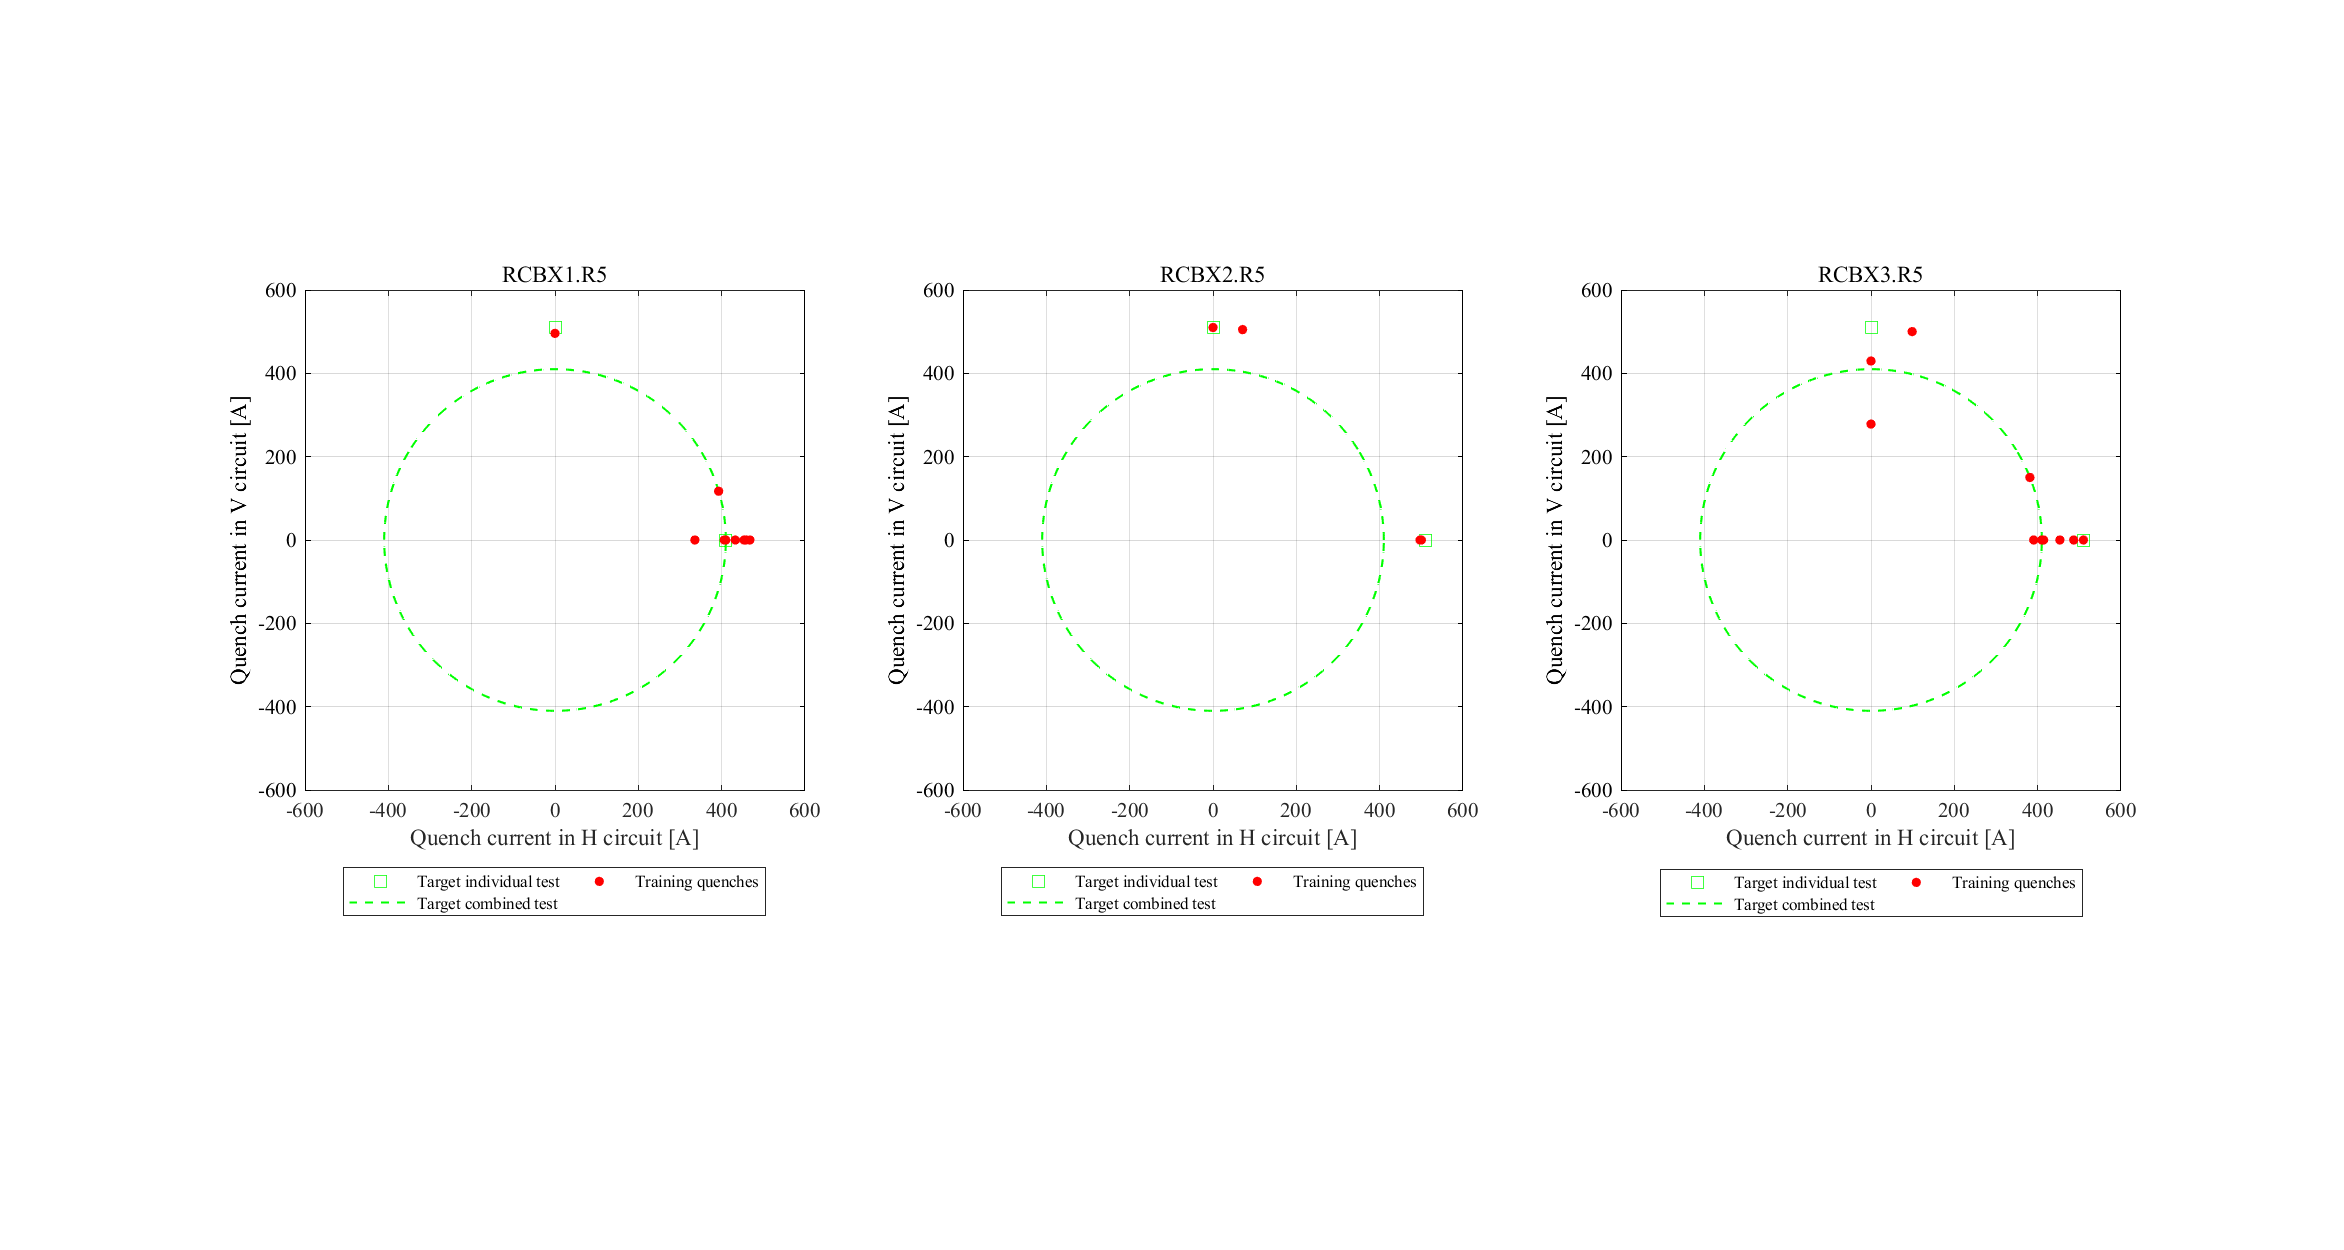 RCBX1.R5
600
400
200
0
-200
-400
-600
-600 -400 -200 0 200 400 600
Quench current in V circuit [A]
Quench current in H circuit [A]
Target individual test
Training quenches
Target combined test
RCBX2.R5
600
400
200
0
-200
-400
-600
-600 -400 -200 0 200 400 600
Quench current in V circuit [A]
Quench current in H circuit [A]
Target individual test
Training quenches
Target combined test
RCBX3.R5
600
400
200
0
-200
-400
-600
-600 -400 -200 0 200 400 600
Quench current in V circuit [A]
Quench current in H circuit [A]
Target individual test
Training quenches
Target combined test